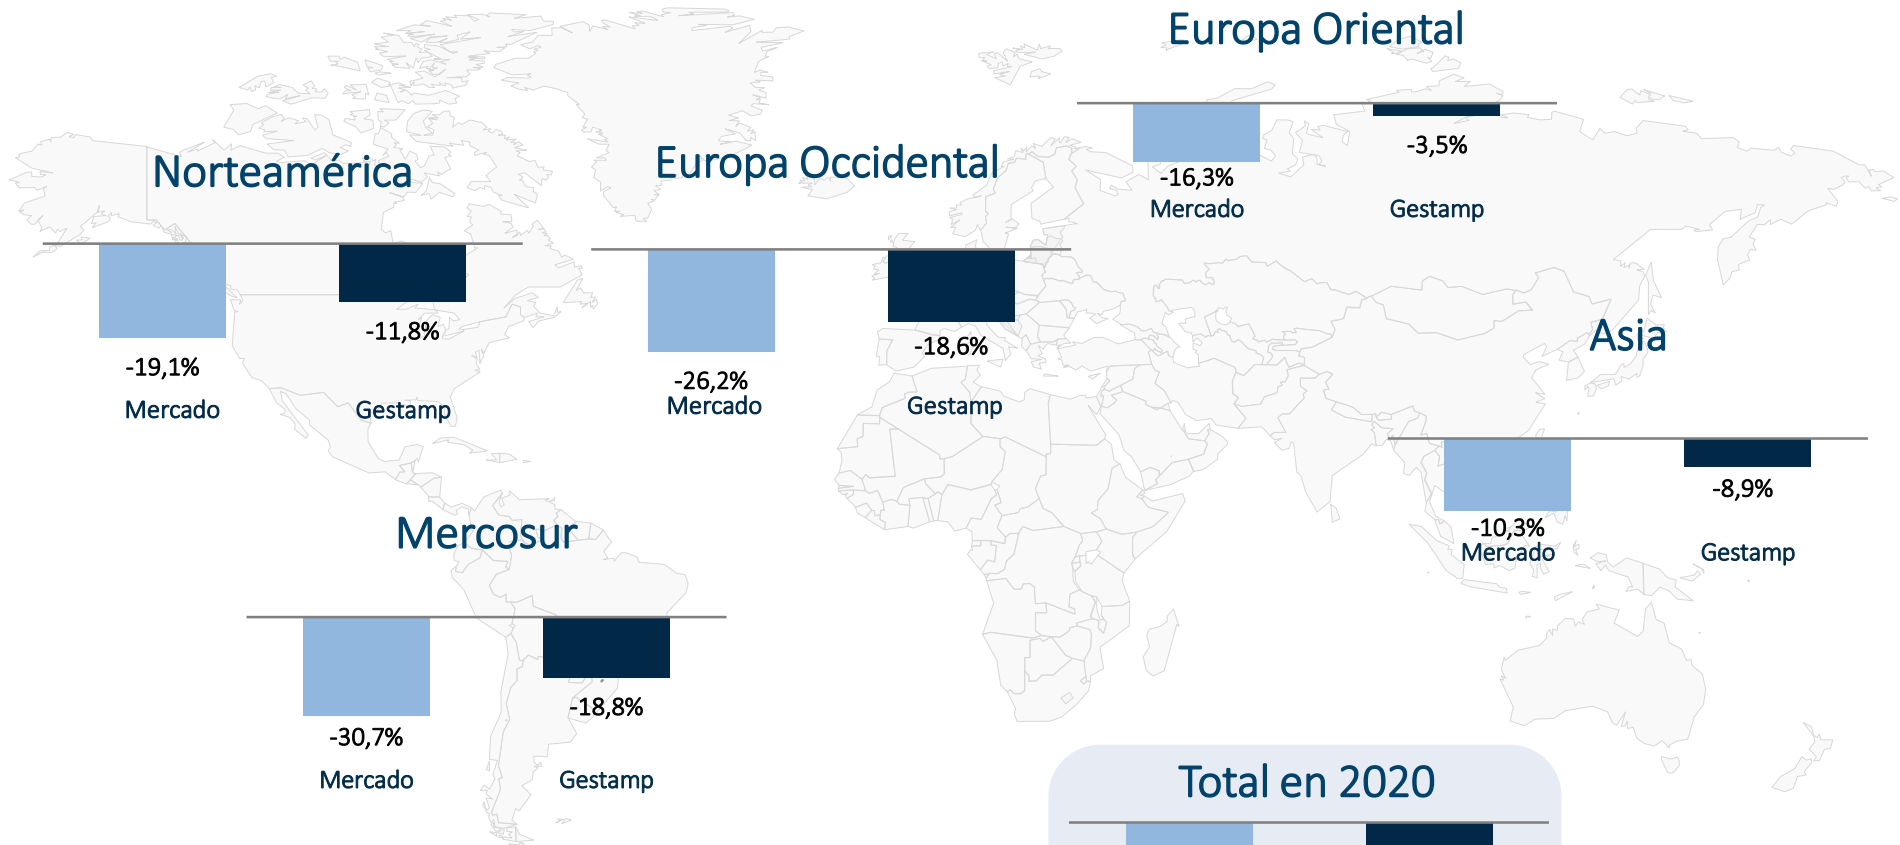 Europa Oriental
-16,3%
-3,5%
Mercado
Gestamp
Norteamérica
-19,1%
-11,8%
Mercado
Gestamp
Europa Occidental
-26,2%
-18,6%
Mercado
Gestamp
Asia
-10,3%
-8,9%
Mercado
Gestamp
Mercosur
-30,7%
-18,8%
Mercado
Gestamp
Total en 2020